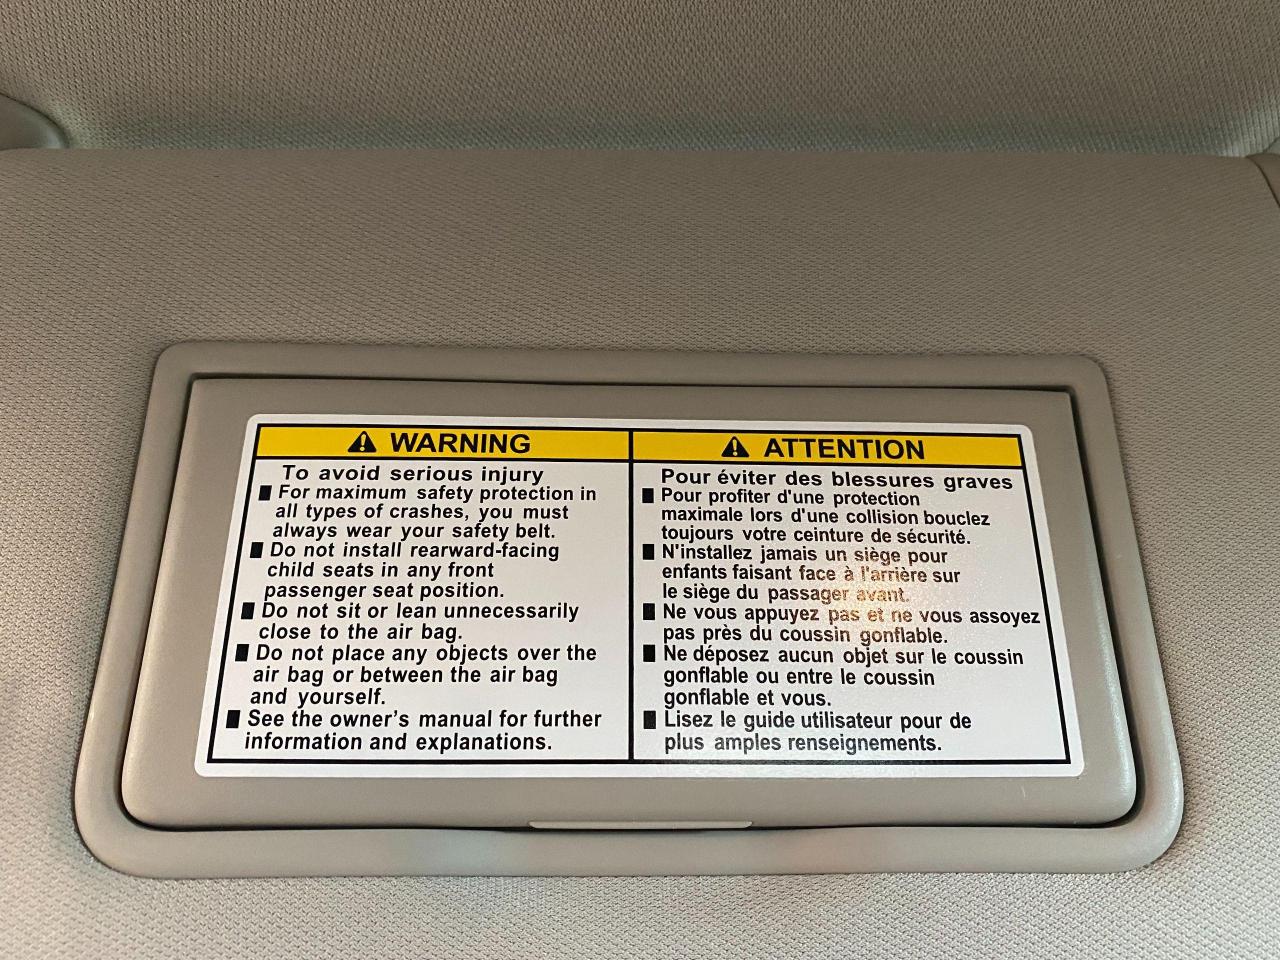 WARNING
To avoid serious injury
■ For maximum safety protection in
all types of crashes, you must
always wear your safety belt.
■ Do not install rearward-facing
child seats in any front
passenger seat position.
■ Do not sit or lean unnecessarily
close to the air bag.
■ Do not place any objects over the
air bag or between the air bag
and yourself.
■ See the owner's manual for further
information and explanations.
ATTENTION
Pour éviter des blessures graves
■ Pour profiter d'une protection
maximale lors d'une collision bouclez
toujours votre ceinture de sécurité.
■ N'installez jamais un siège pour
enfants faisant face à l'arrière sur
le siège du passager avant.
■ Ne vous appuyez pas et ne vous assoyez
pas près du coussin gonflable.
■ Ne déposez aucun objet sur le coussin
gonflable ou entre le coussin
gonflable et vous.
■ Lisez le guide utilisateur pour de
plus amples renseignements.